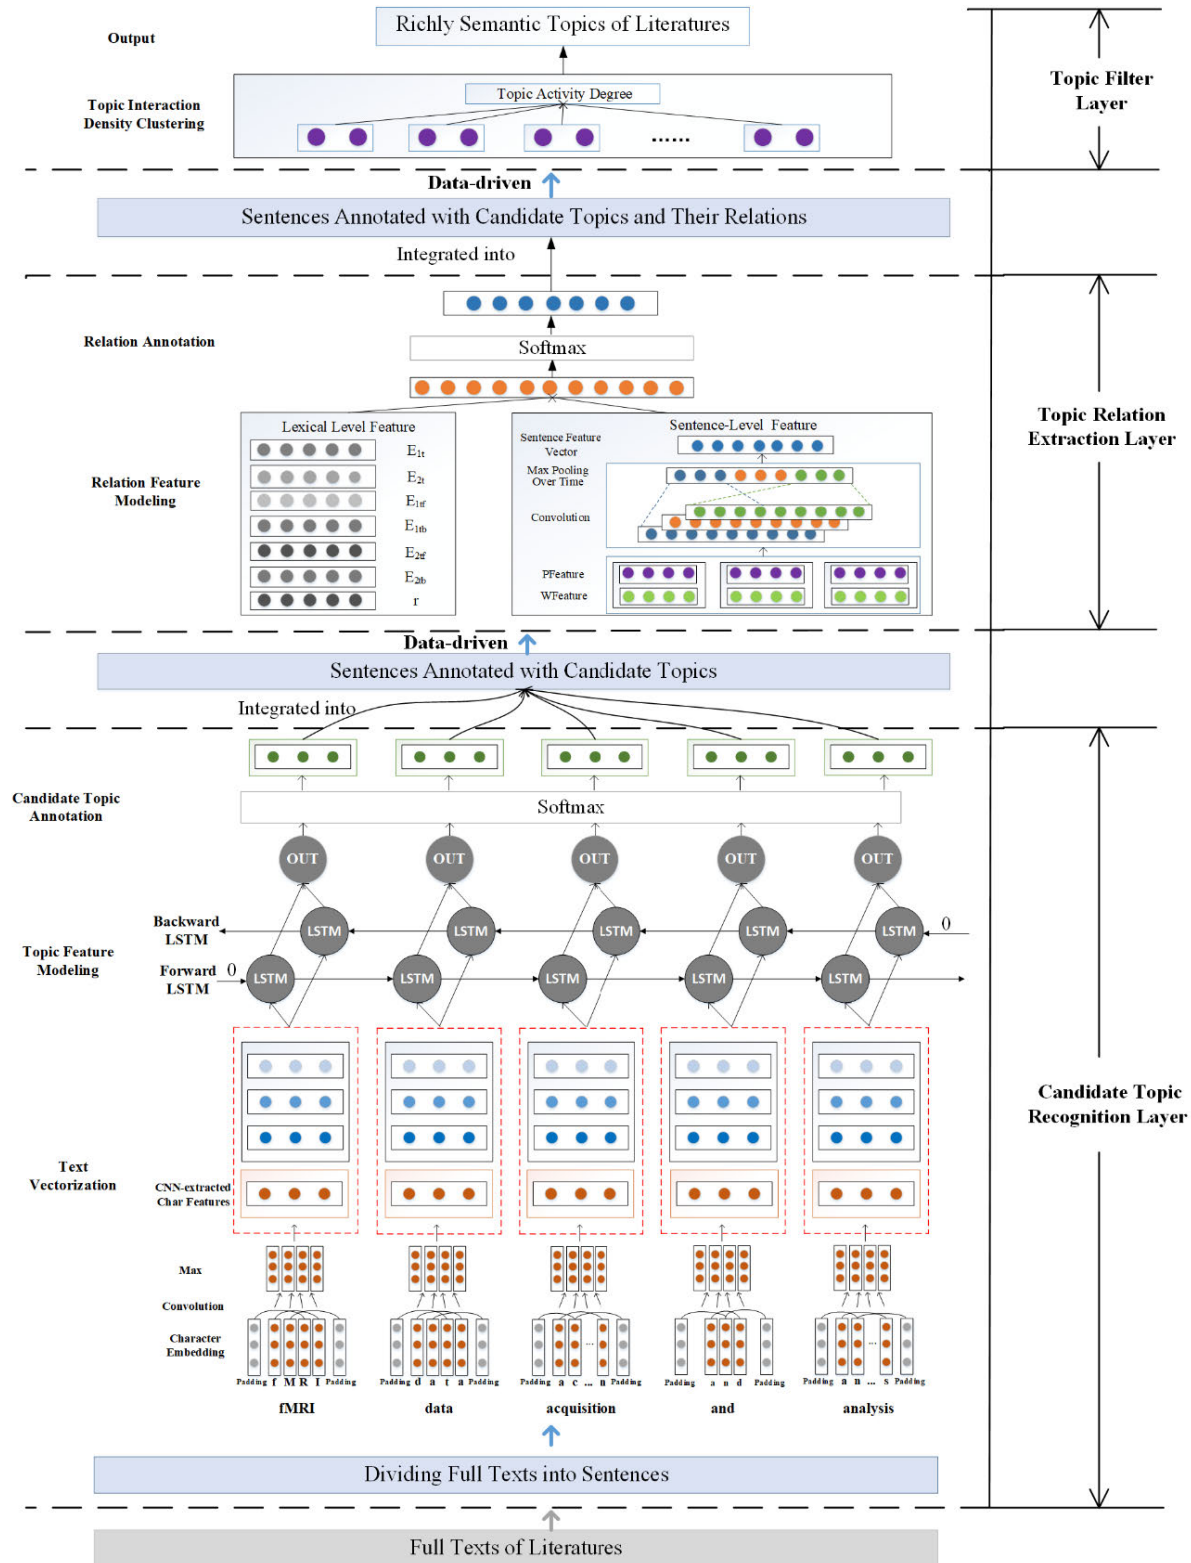 Output
Richly Semantic Topics of Literatures
Topic Filter
Layer
Topic Interaction
Density Clustering
Topic Activity Degree
......
Data-driven
Sentences Annotated with Candidate Topics and Their Relations
Integrated into
Relation Annotation
Softmax
Topic Relation
Extraction Layer
Relation Feature
Modeling
Lexical Level Feature
E1t
E2t
E1tf
E1tb
E2tf
E2tb
r
Sentence-Level Feature
Sentence Feature
Vector
Max Pooling
Over Time
Convolution
PFeature
WFeature
Data-driven
Sentences Annotated with Candidate Topics
Integrated into
Candidate Topic
Annotation
Softmax
OUT OUT OUT OUT OUT
Topic Feature
Modeling
Backward
LSTM
LSTM LSTM LSTM LSTM LSTM 0
Forward
LSTM
0 LSTM LSTM LSTM LSTM LSTM
Candidate Topic
Recognition Layer
Text
Vectorization
CNN-extracted
Char Features
Max
Convolution
Character
Embedding
... ...
Padding f M R I Padding Padding d a t a Padding Padding a c ... n Padding Padding a n d Padding Padding a n ... s Padding
fMRI data acquisition and analysis
Dividing Full Texts into Sentences
Full Texts of Literatures